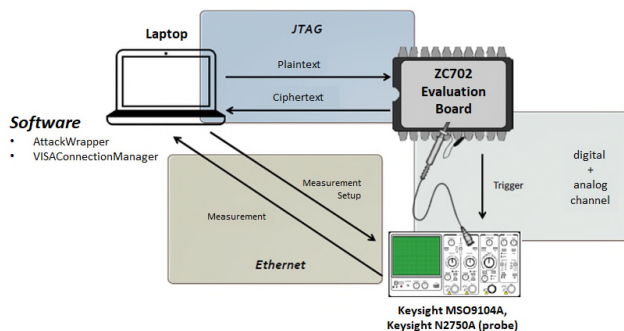 JTAG
Laptop
Plaintext
ZC702
Evaluation
Board
Ciphertext
Software
• AttackWrapper
• VISAConnectionManager
Measurement
Setup
Measurement
Trigger
digital
+
analog
channel
Ethernet
Keysight MSO9104A,
Keysight N2750A (probe)